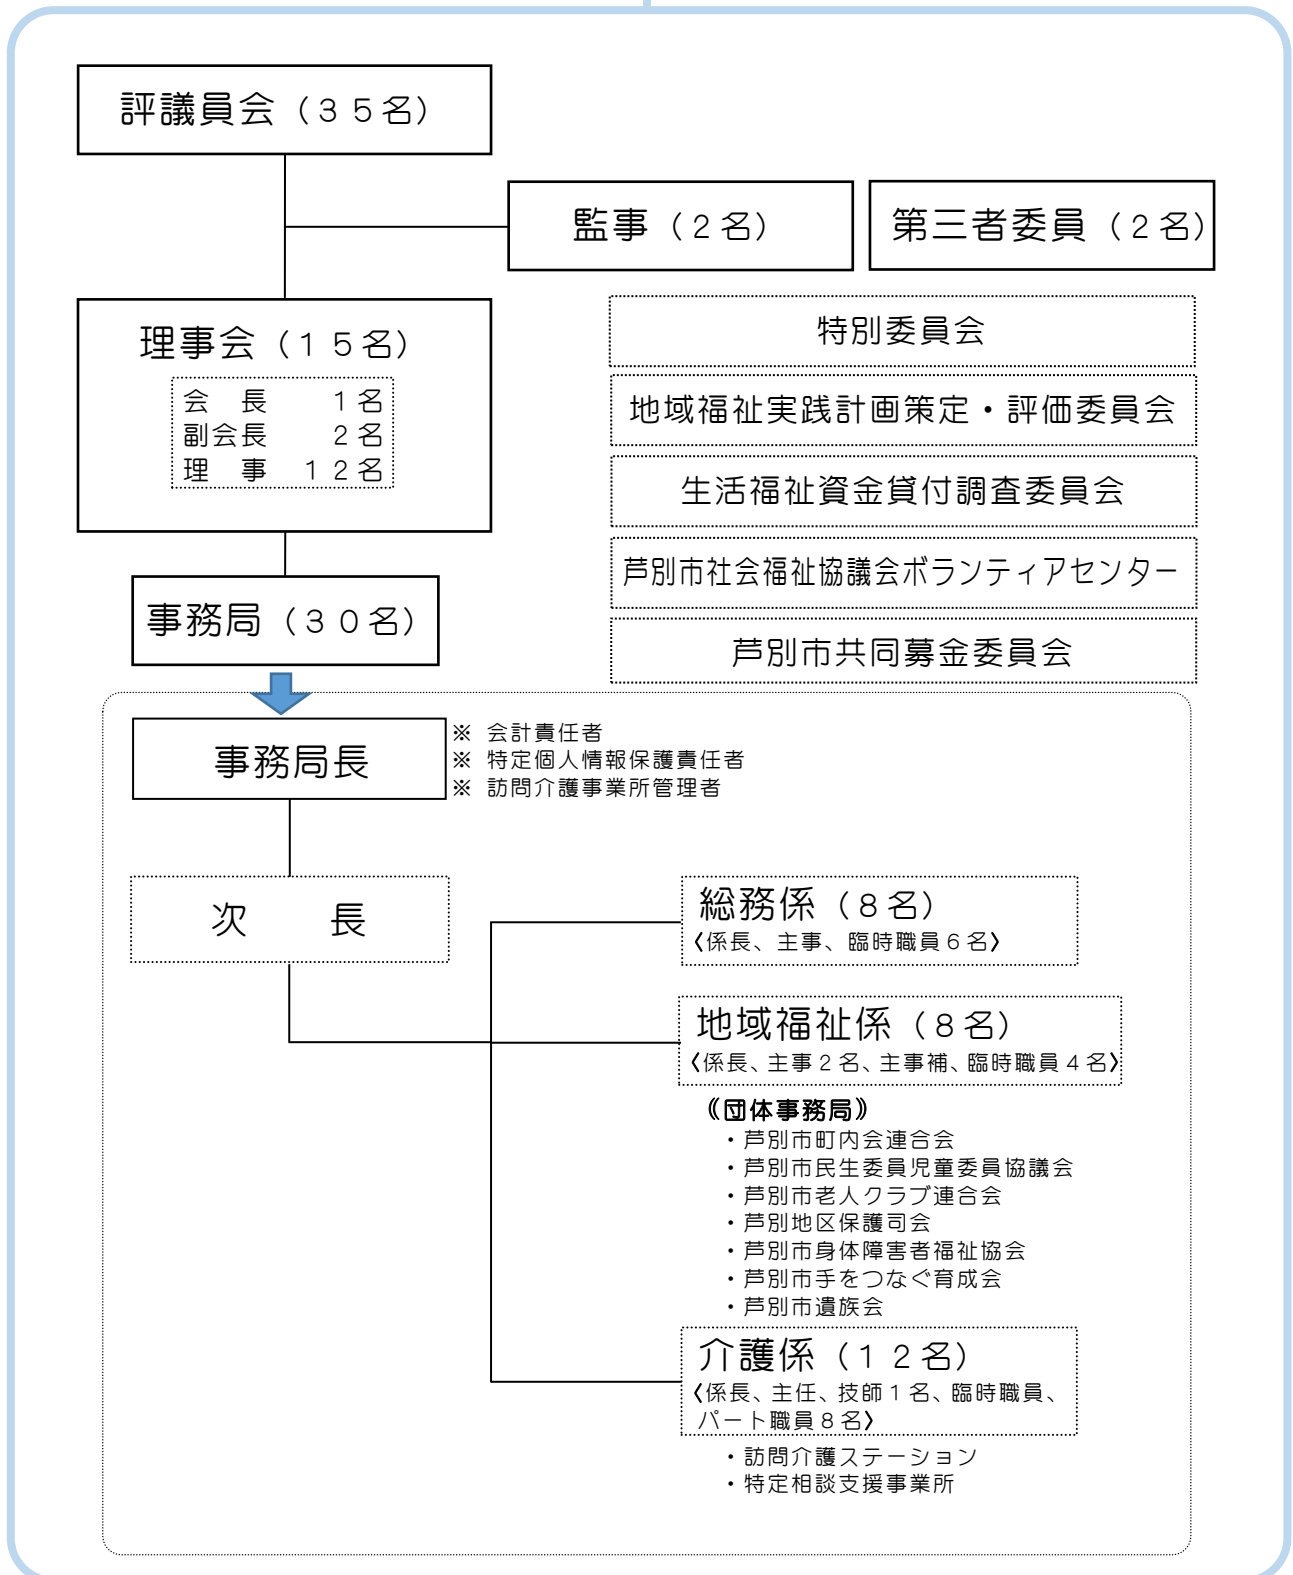 評議員会（３５名）
監事（２名）
第三者委員（２名）
理事会（１５名）
会　長　　１名
副会長　　２名
理　事　１２名
特別委員会
地域福祉実践計画策定・評価委員会
生活福祉資金貸付調査委員会
芦別市社会福祉協議会ボランティアセンター
芦別市共同募金委員会
事務局（３０名）
事務局長
※ 会計責任者
※ 特定個人情報保護責任者
※ 訪問介護事業所管理者
次　　長
総務係（８名）
〈係長、主事、臨時職員６名〉
地域福祉係（８名）
〈係長、主事２名、主事補、臨時職員４名〉
《団体事務局》
・芦別市町内会連合会
・芦別市民生委員児童委員協議会
・芦別市老人クラブ連合会
・芦別地区保護司会
・芦別市身体障害者福祉協会
・芦別市手をつなぐ育成会
・芦別市遺族会
介護係（１２名）
〈係長、主任、技師１名、臨時職員、
パート職員８名〉
・訪問介護ステーション
・特定相談支援事業所